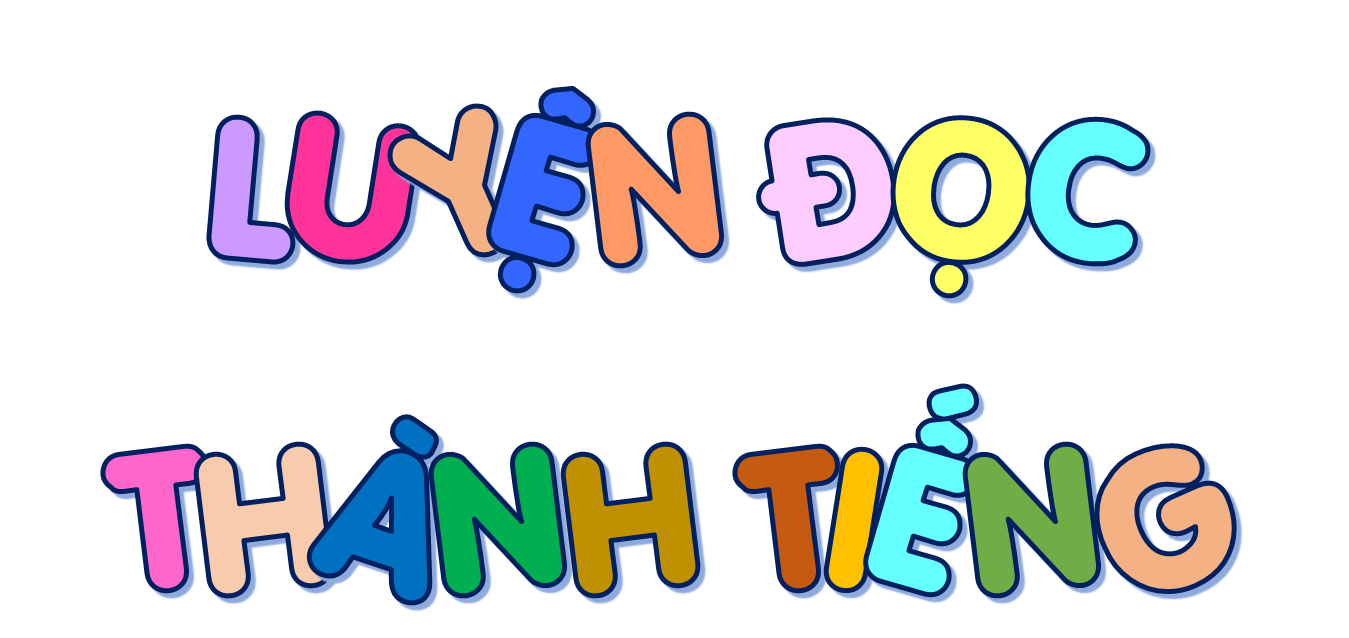 LUYỆN ĐỌC
THÀNH TIẾNG